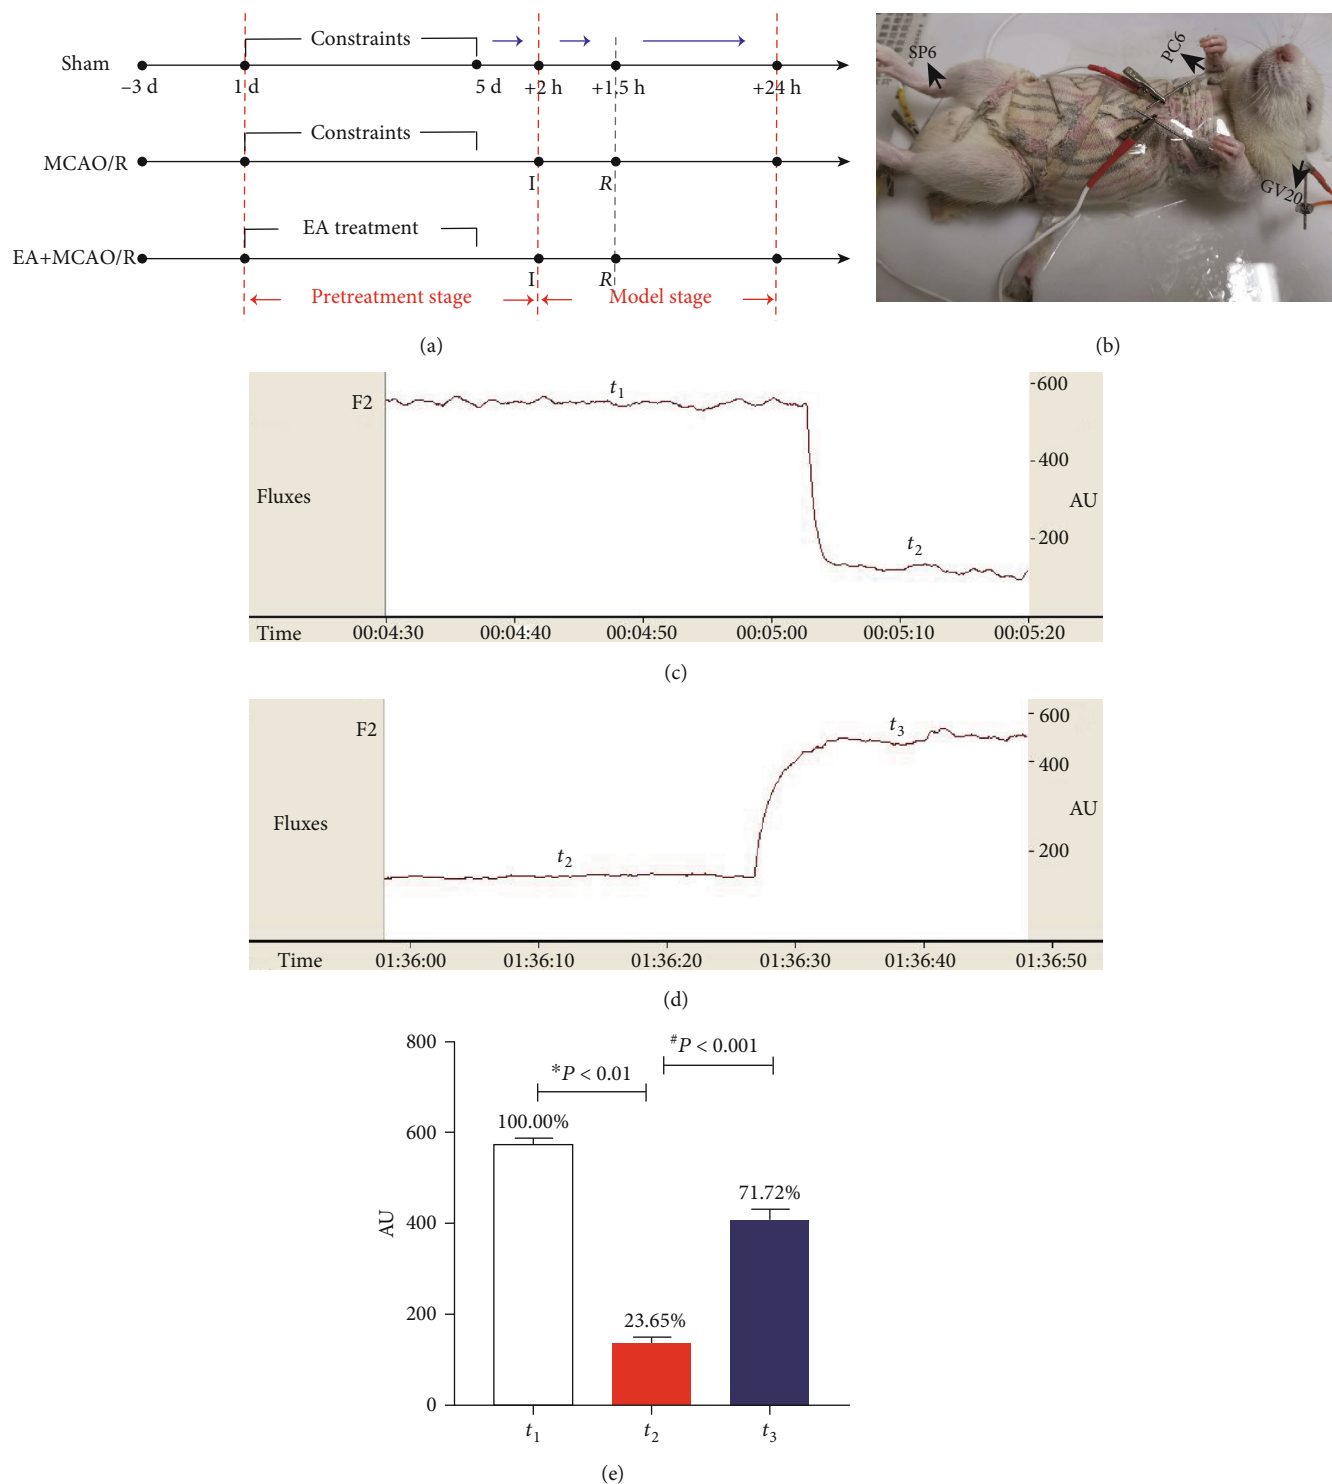 Constraints
Sham
−3 d 1 d 5 d +2 h +1.5 h +24 h
Constraints
MCAO/R
I R
EA treatment
EA+MCAO/R
I R
Pretreatment stage Model stage
(a)
SP6 PC6
GV20
(b)
F2 t1 600
400
Fluxes AU
t2 200
Time 00:04:30 00:04:40 00:04:50 00:05:00 00:05:10 00:05:20
(c)
F2 t3 600
400
Fluxes AU
t2 200
Time 01:36:00 01:36:10 01:36:20 01:36:30 01:36:40 01:36:50
(d)
800
#P < 0.001
*P < 0.01
100.00%
600
71.72%
AU
400
23.65%
200
0
t1 t2 t3
(e)